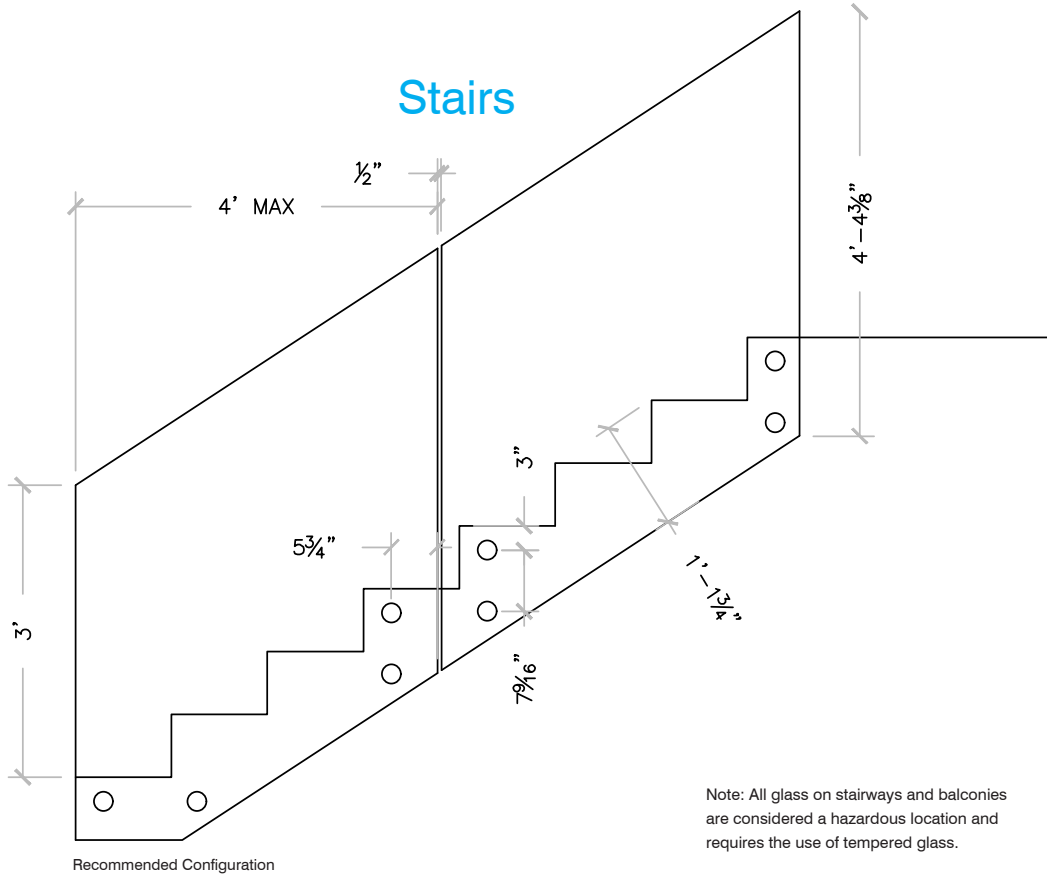 Stairs
½”
4’ MAX
4’–4⅜”
3”
5¾”
1’–1¾”
3’
7⁹⁄₁₆”
Note: All glass on stairways and balconies
are considered a hazardous location and
requires the use of tempered glass.
Recommended Configuration